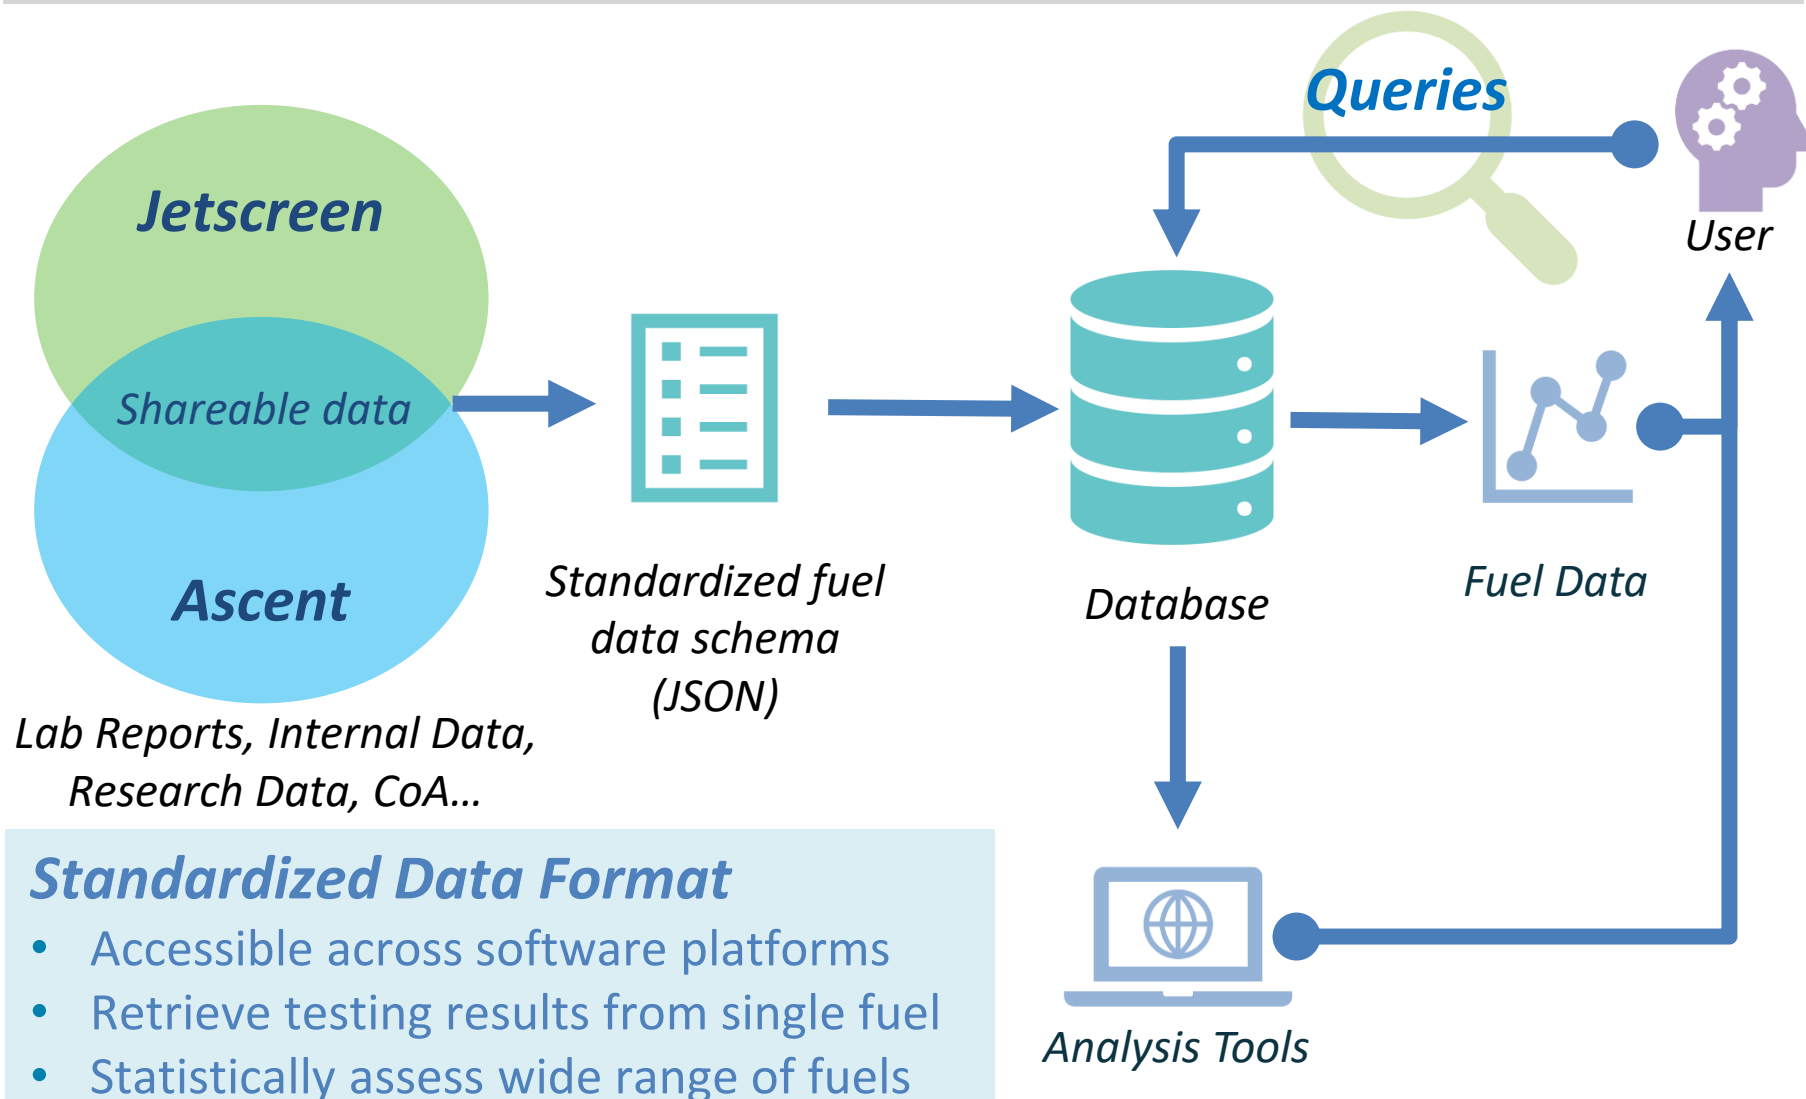 Queries
User
Jetscreen
Shareable data
Ascent
Lab Reports, Internal Data,
Research Data, CoA...
Standardized fuel
data schema
(JSON)
Database
Fuel Data
Analysis Tools
Standardized Data Format
• Accessible across software platforms
• Retrieve testing results from single fuel
• Statistically assess wide range of fuels